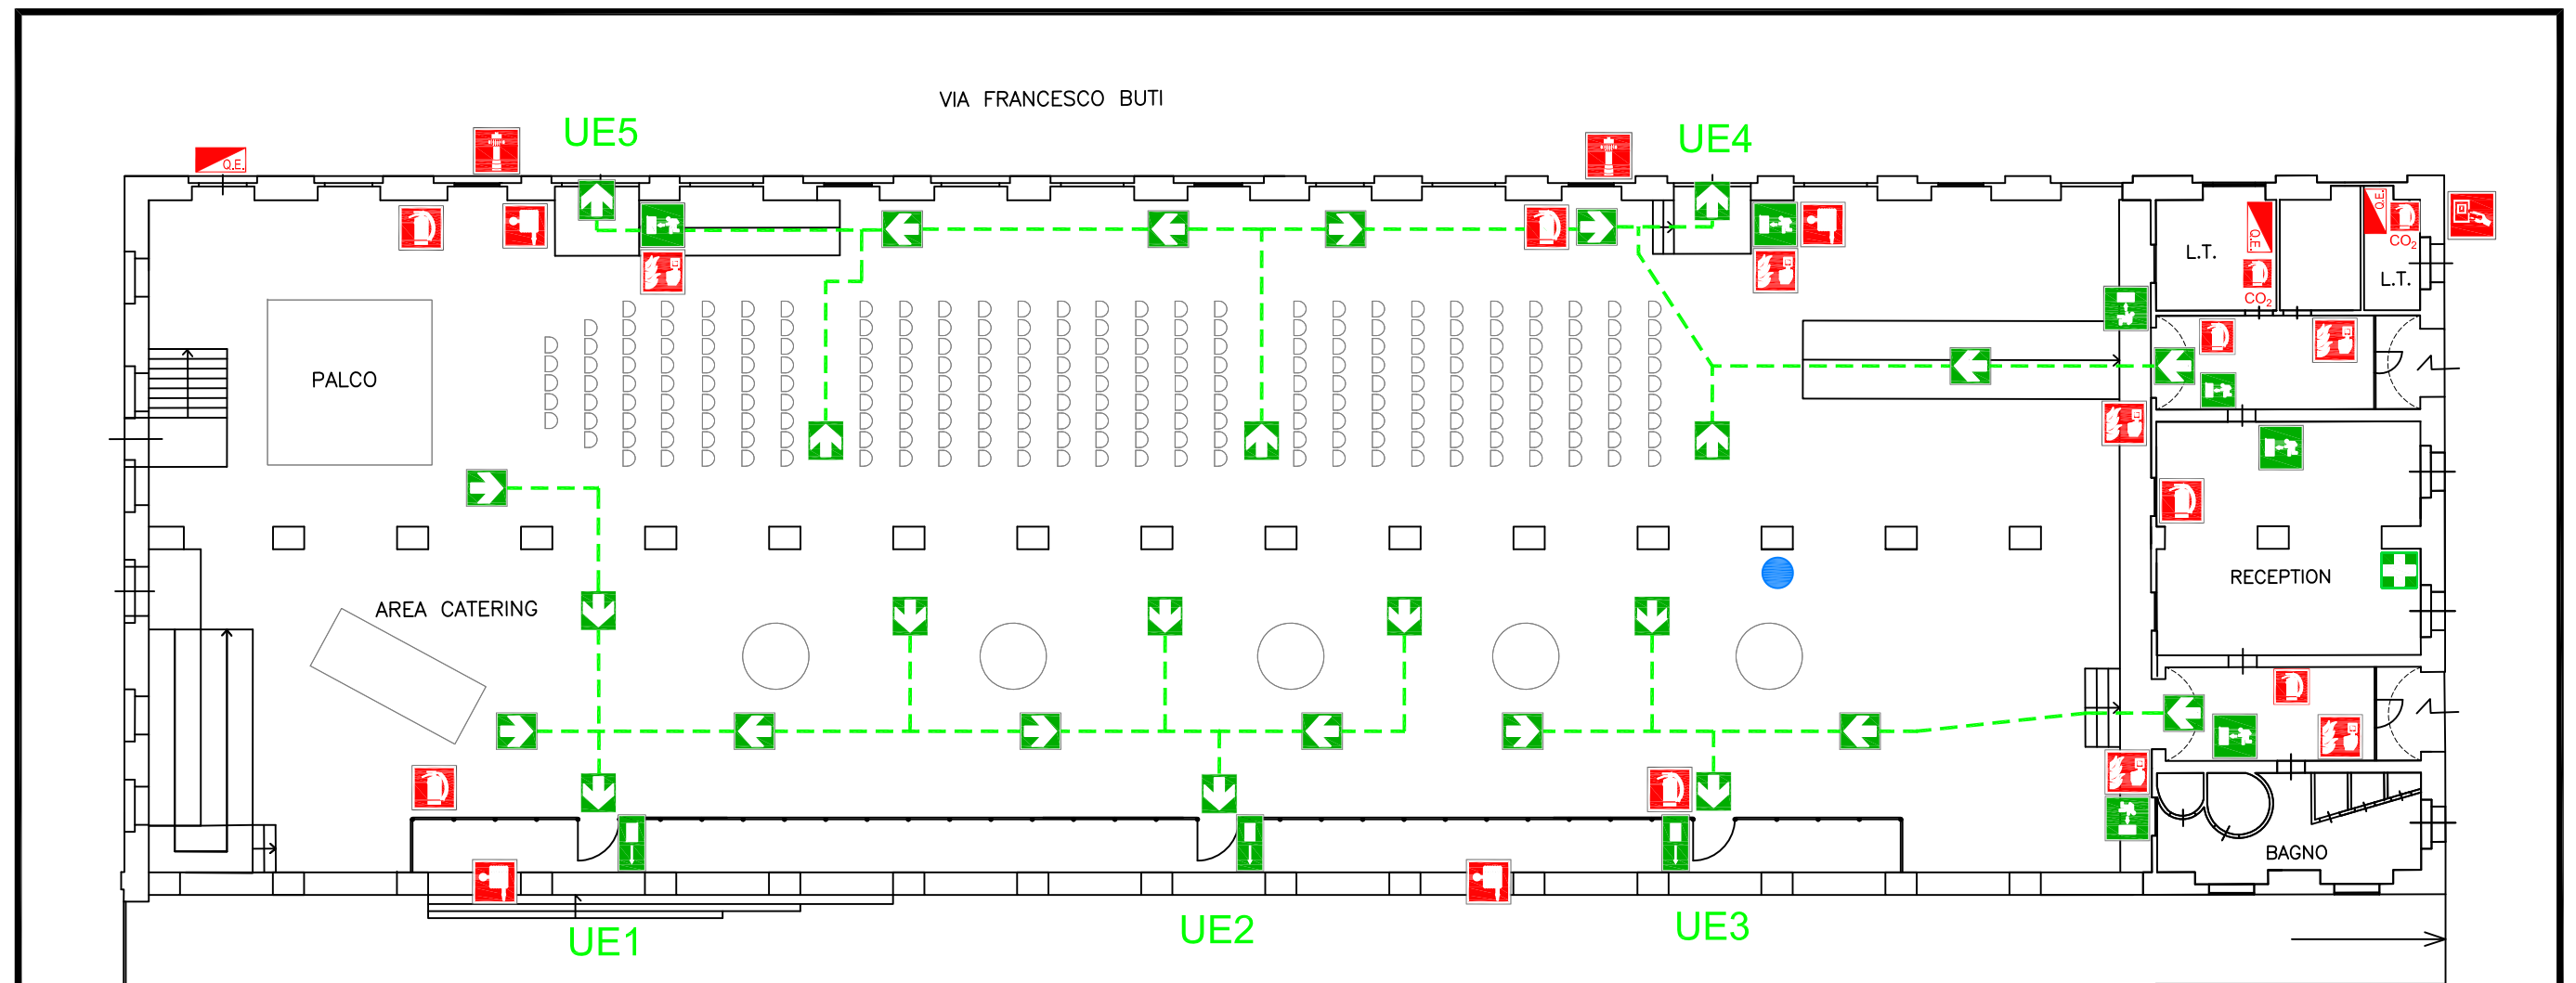 VIA FRANCESCO BUTI
UE5
UE4
Q.E.
Q.E.
Q.E.
L.T.
CO2
L.T.
CO2
PALCO
AREA CATERING
RECEPTION
BAGNO
UE1
UE2
UE3